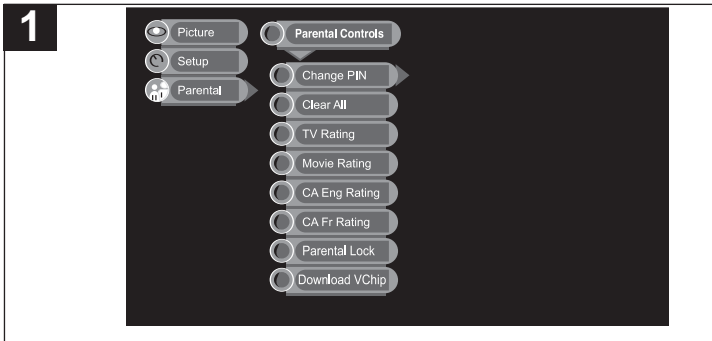 1
Picture
Setup
Parental
Parental Controls
Change PIN
Clear All
TV Rating
Movie Rating
CA Eng Rating
CA Fr Rating
Parental Lock
Download VChip